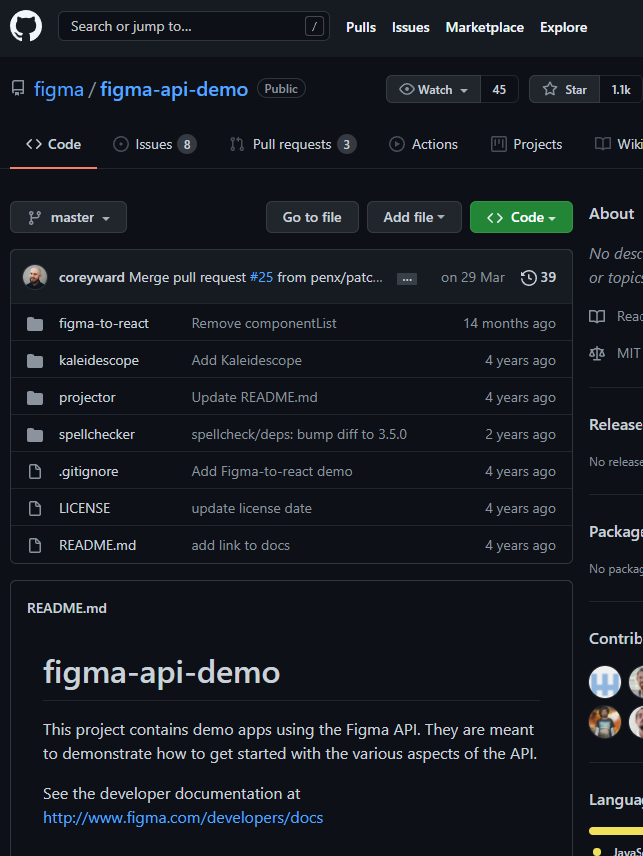 Search or jump to... /
Pulls Issues Marketplace Explore
figma / figma-api-demo Public
Watch 45 Star 1.1k
Code Issues 8 Pull requests 3 Actions Projects Wiki
master Go to file Add file Code
coreyward Merge pull request #25 from penx/patc... ... on 29 Mar 39
figma-to-react Remove componentList 14 months ago
kaleidescope Add Kaleidescope 4 years ago
projector Update README.md 4 years ago
spellchecker spellcheck/deps: bump diff to 3.5.0 2 years ago
.gitignore Add Figma-to-react demo 4 years ago
LICENSE update license date 4 years ago
README.md add link to docs 4 years ago
README.md
figma-api-demo
This project contains demo apps using the Figma API. They are meant
to demonstrate how to get started with the various aspects of the API.
See the developer documentation at
http://www.figma.com/developers/docs
About
No desc
or topics
Read
MIT
Release
No release
Package
No packag
Contrib
Languag
JavaS